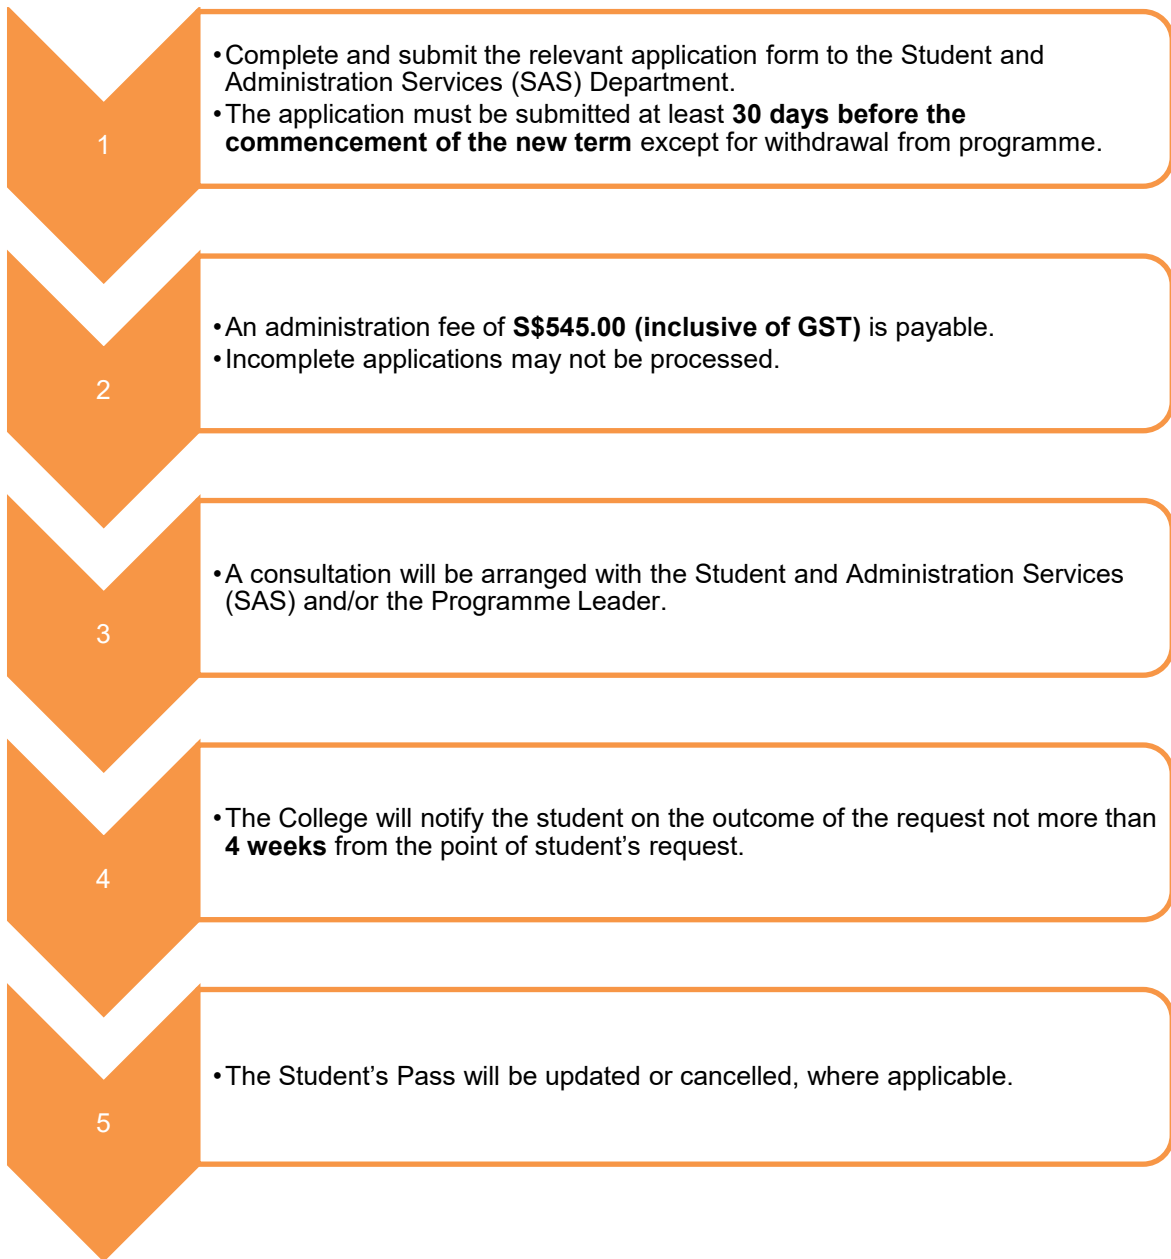 1
•Complete and submit the relevant application form to the Student and
Administration Services (SAS) Department.
•The application must be submitted at least 30 days before the
commencement of the new term except for withdrawal from programme.
2
•An administration fee of S$545.00 (inclusive of GST) is payable.
•Incomplete applications may not be processed.
3
•A consultation will be arranged with the Student and Administration Services
(SAS) and/or the Programme Leader.
4
•The College will notify the student on the outcome of the request not more than
4 weeks from the point of student’s request.
5
•The Student’s Pass will be updated or cancelled, where applicable.